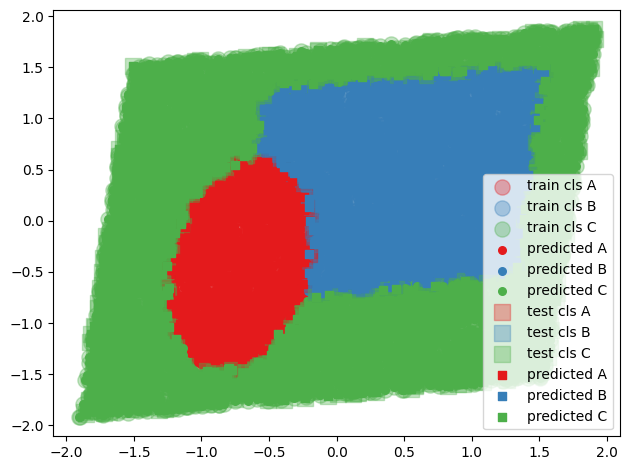 2.0
1.5
1.0
0.5
0.0
−0.5
−1.0
−1.5
−2.0
train cls A
train cls B
train cls C
predicted A
predicted B
predicted C
test cls A
test cls B
test cls C
predicted A
predicted B
predicted C
−2.0 −1.5 −1.0 −0.5 0.0 0.5 1.0 1.5 2.0